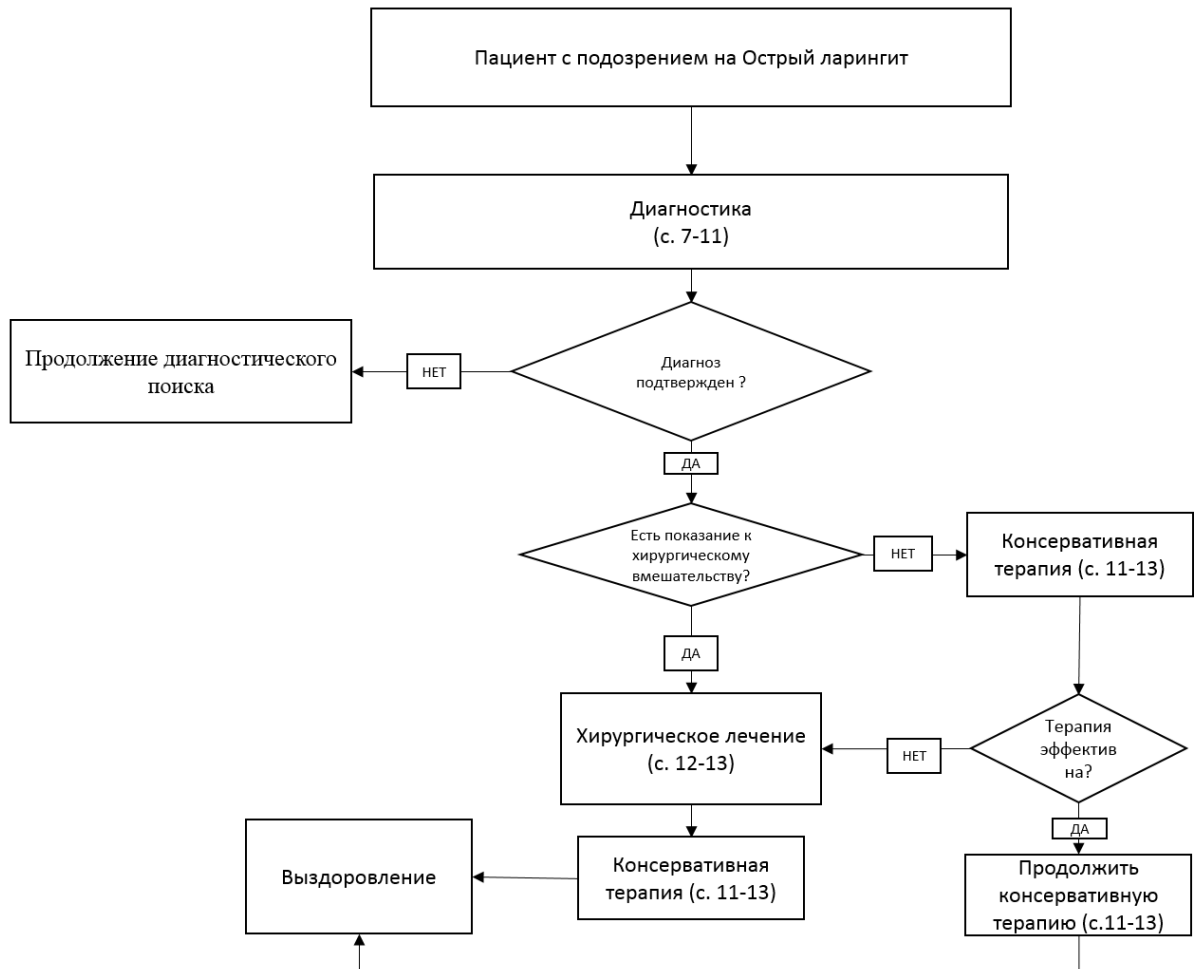 Пациент с подозрением на Острый ларингит
Диагностика
(с. 7-11)
Диагноз
подтвержден ?
НЕТ
Продолжение диагностического
поиска
ДА
Есть показание к
хирургическому
вмешательству?
НЕТ
Консервативная
терапия (с. 11-13)
ДА
Хирургическое лечение
(с. 12-13)
НЕТ
Терапия
эффектив
на?
ДА
Выздоровление
Консервативная
терапия (с. 11-13)
Продолжить
консервативную
терапию (с.11-13)